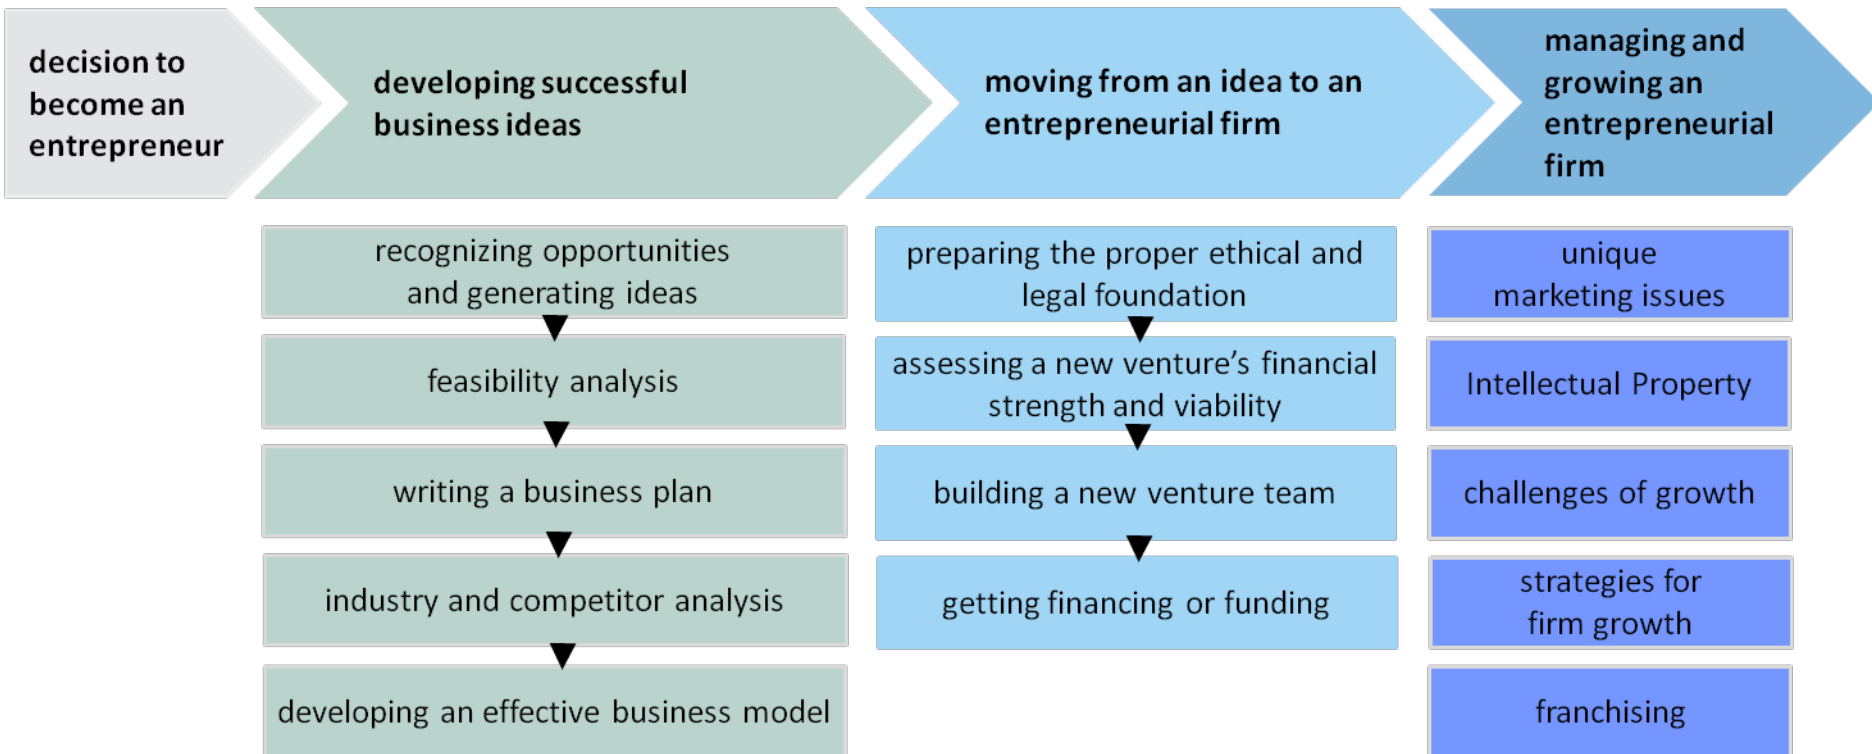 decision to
become an
entrepreneur
developing successful
business ideas
moving from an idea to an
entrepreneurial firm
managing and
growing an
entrepreneurial
firm
recognizing opportunities
and generating ideas
feasibility analysis
writing a business plan
industry and competitor analysis
developing an effective business model
preparing the proper ethical and
legal foundation
assessing a new venture's financial
strength and viability
building a new venture team
getting financing or funding
unique
marketing issues
Intellectual Property
challenges of growth
strategies for
firm growth
franchising